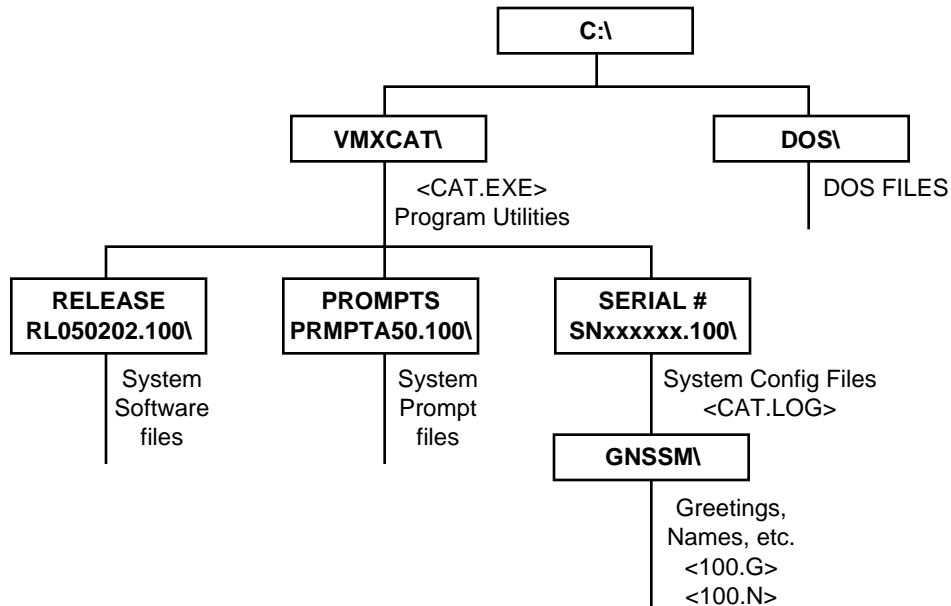 C:\
VMXCAT\
DOS\
<CAT.EXE>
Program Utilities
DOS FILES
RELEASE
RL050202.100\
PROMPTS
PRMPTA50.100\
SERIAL #
SNxxxxxx.100\
System
Software
files
System
Prompt
files
System Config Files
<CAT.LOG>
GNSSM\
Greetings,
Names, etc.
<100.G>
<100.N>